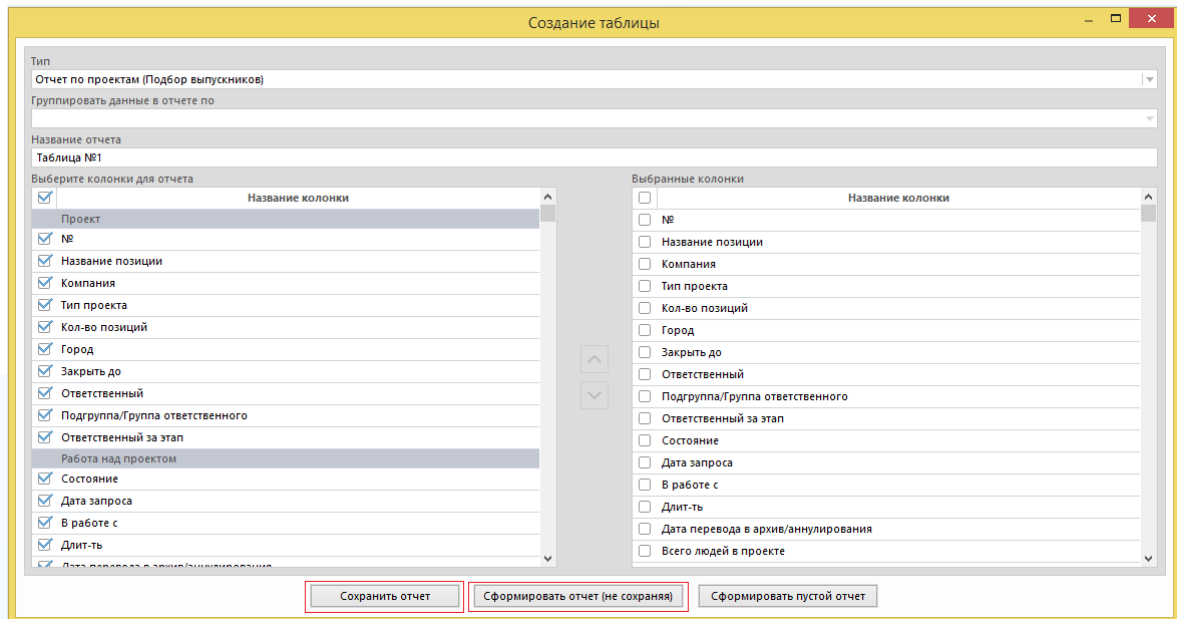 Создание таблицы
Тип
Отчет по проектам (Подбор выпускников)
Группировать данные в отчете по
Название отчета
Таблица №1
Выберите колонки для отчета
Название колонки
Проект
№
Название позиции
Компания
Тип проекта
Кол-во позиций
Город
Закрыть до
Ответственный
Подгруппа/Группа ответственного
Ответственный за этап
Работа над проектом
Состояние
Дата запроса
В работе с
Длит-ть
Дата перевода в архив/аннулирования
Выбранные колонки
Название колонки
№
Название позиции
Компания
Тип проекта
Кол-во позиций
Город
Закрыть до
Ответственный
Подгруппа/Группа ответственного
Ответственный за этап
Состояние
Дата запроса
В работе с
Длит-ть
Дата перевода в архив/аннулирования
Всего людей в проекте
Сохранить отчет
Сформировать отчет (не сохраняя)
Сформировать пустой отчет